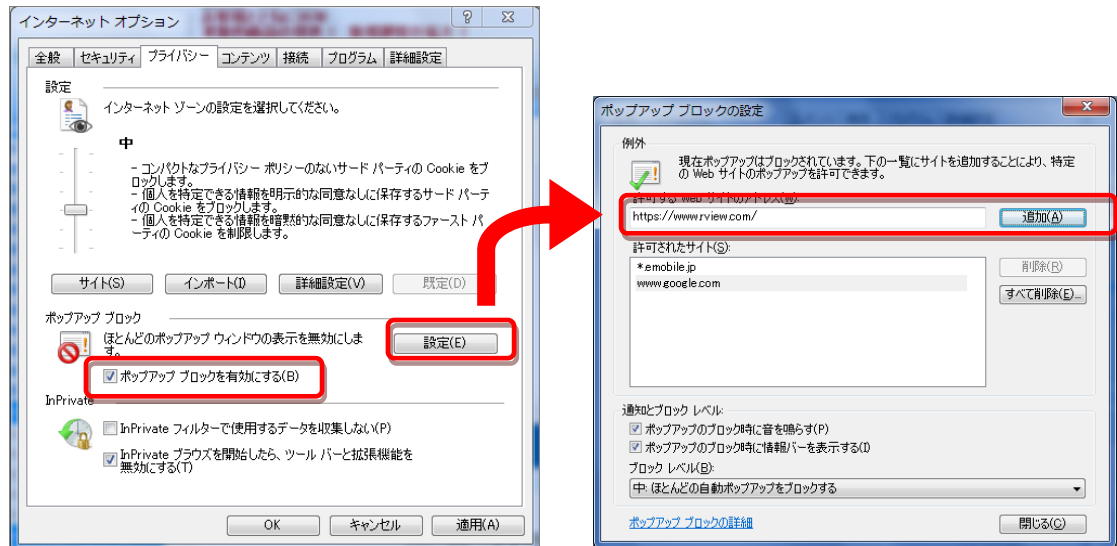 インターネット オプション
全般 セキュリティ プライバシー コンテンツ 接続 プログラム 詳細設定
設定
インターネット ゾーンの設定を選択してください。
中
- コンパクトなプライバシー ポリシーのないサード パーティの Cookie をブ
ロックします。
- 個人を特定できる情報を明示的な同意なしに保存するサード パーテ
ィの Cookie をブロックします。
- 個人を特定できる情報を暗黙的な同意なしに保存するファースト パ
ーティの Cookie を制限します。
サイト(S) インポート(I) 詳細設定(V) 既定(D)
ポップアップ ブロック
ほとんどのポップアップ ウィンドウの表示を無効にしま
す。
設定(E)
ポップアップ ブロックを有効にする(B)
InPrivate
InPrivate フィルターで使用するデータを収集しない(P)
InPrivate ブラウズを開始したら、ツール バーと拡張機能を
無効にする(T)
OK キャンセル 適用(A)
ポップアップ ブロックの設定
例外
現在ポップアップはブロックされています。下の一覧にサイトを追加することにより、特定
の Web サイトのポップアップを許可できます。
許可する Web サイトのアドレス(W):
https://www.rview.com/ 追加(A)
許可されたサイト(S):
*.emobile.jp
www.google.com
削除(R)
すべて削除(E)...
通知とブロック レベル:
ポップアップのブロック時に音を鳴らす(P)
ポップアップのブロック時に情報バーを表示する(I)
ブロック レベル(B):
中: ほとんどの自動ポップアップをブロックする
ポップアップ ブロックの詳細 閉じる(C)